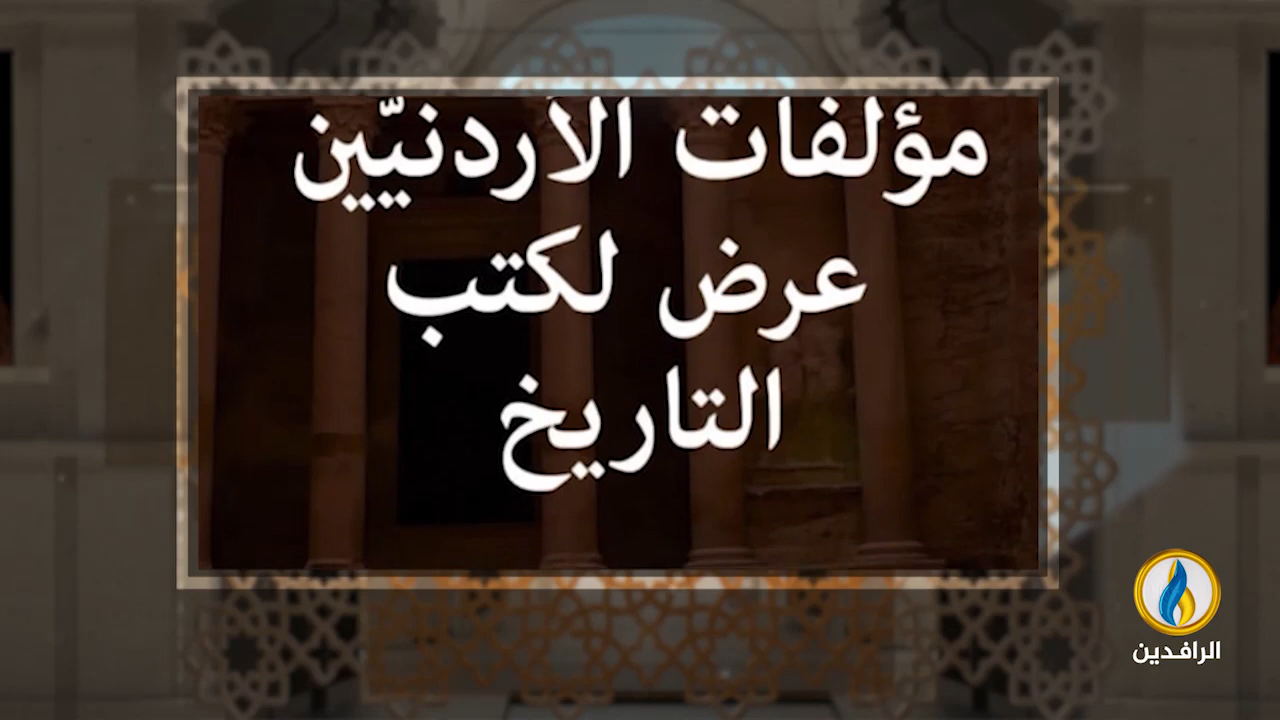 مؤلفات الأردنيّين
عرض لكتب
التاريخ
الرافدين